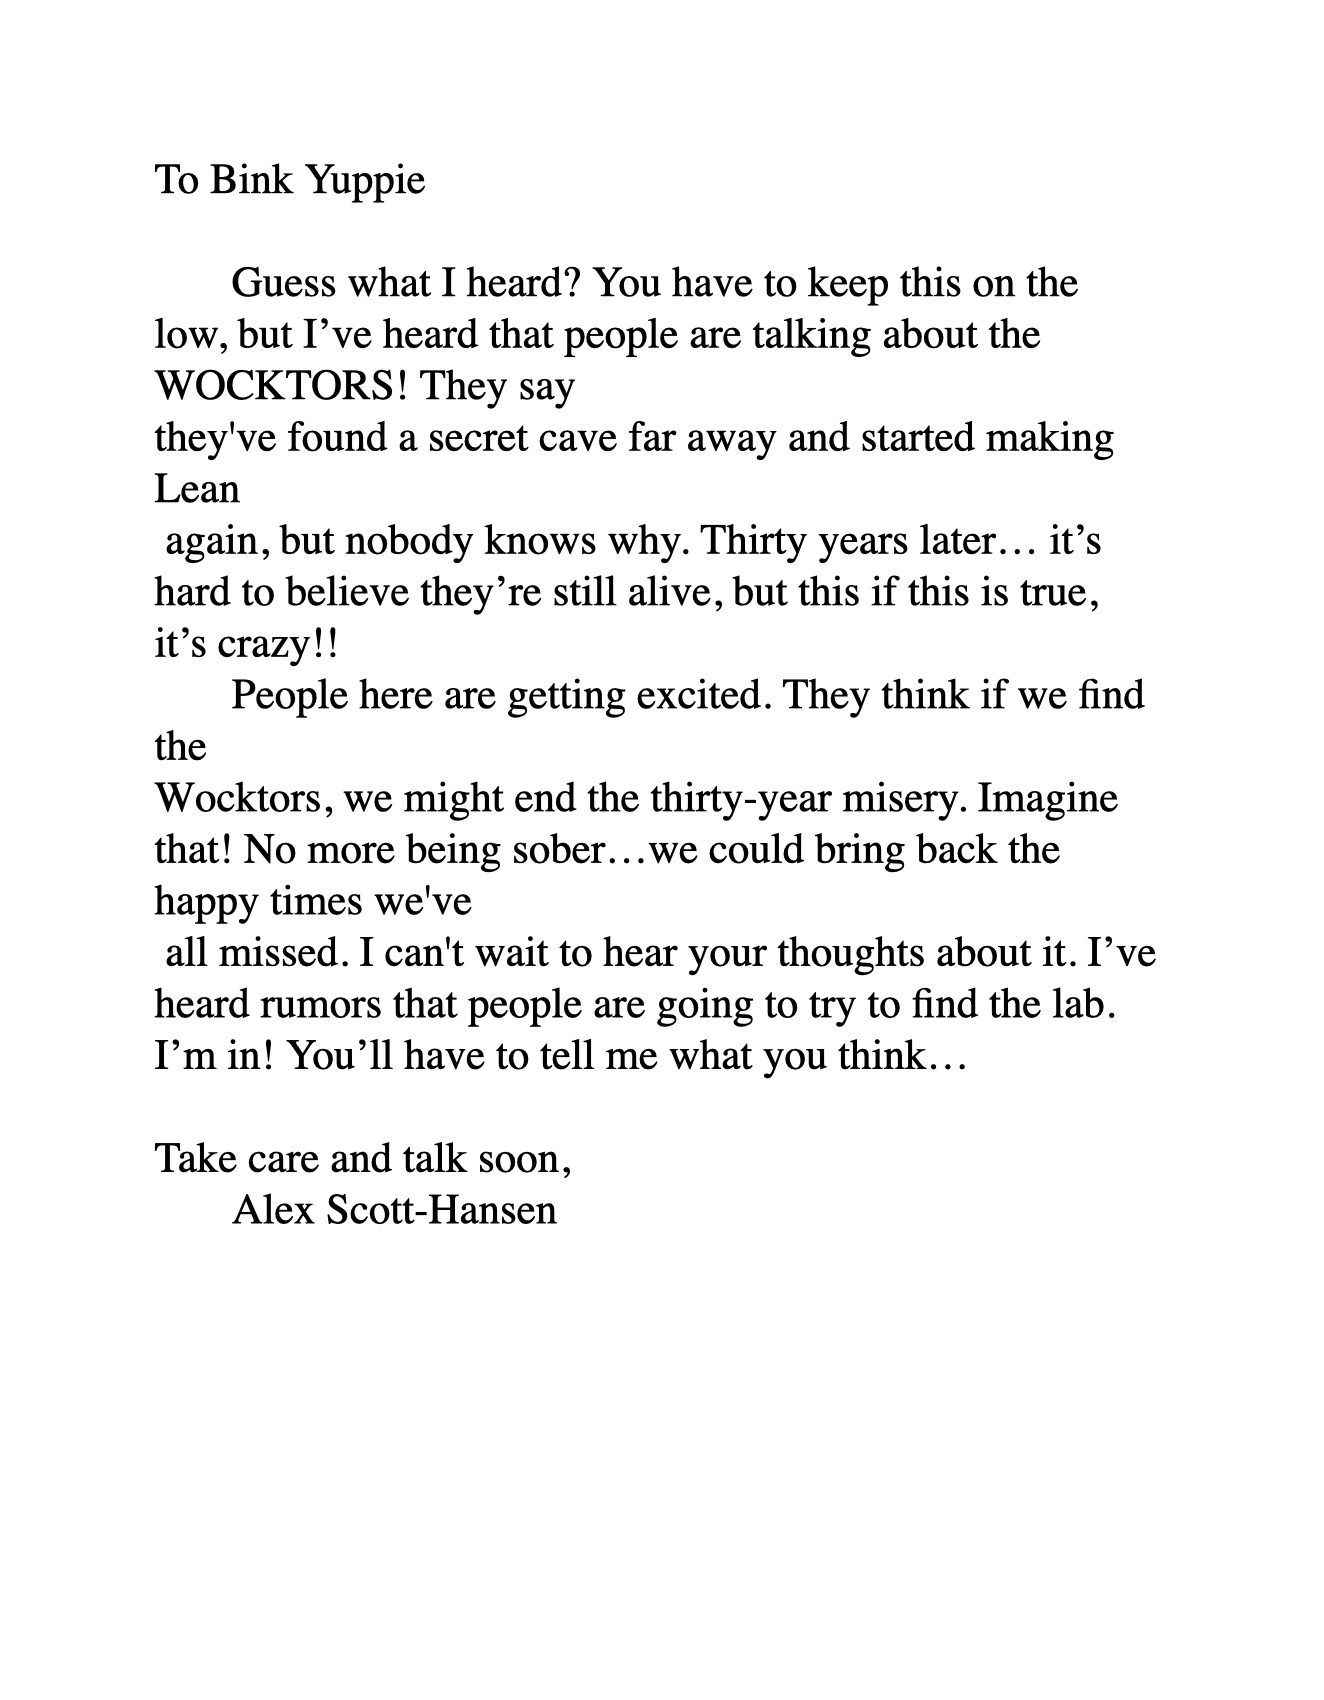 To Bink Yuppie
Guess what I heard? You have to keep this on the
low, but I’ve heard that people are talking about the
WOCKTORS! They say
they've found a secret cave far away and started making
Lean
again, but nobody knows why. Thirty years later… it’s
hard to believe they’re still alive, but this if this is true,
it’s crazy!!
People here are getting excited. They think if we find
the
Wocktors, we might end the thirty-year misery. Imagine
that! No more being sober…we could bring back the
happy times we've
all missed. I can't wait to hear your thoughts about it. I’ve
heard rumors that people are going to try to find the lab.
I’m in! You’ll have to tell me what you think…
Take care and talk soon,
Alex Scott-Hansen